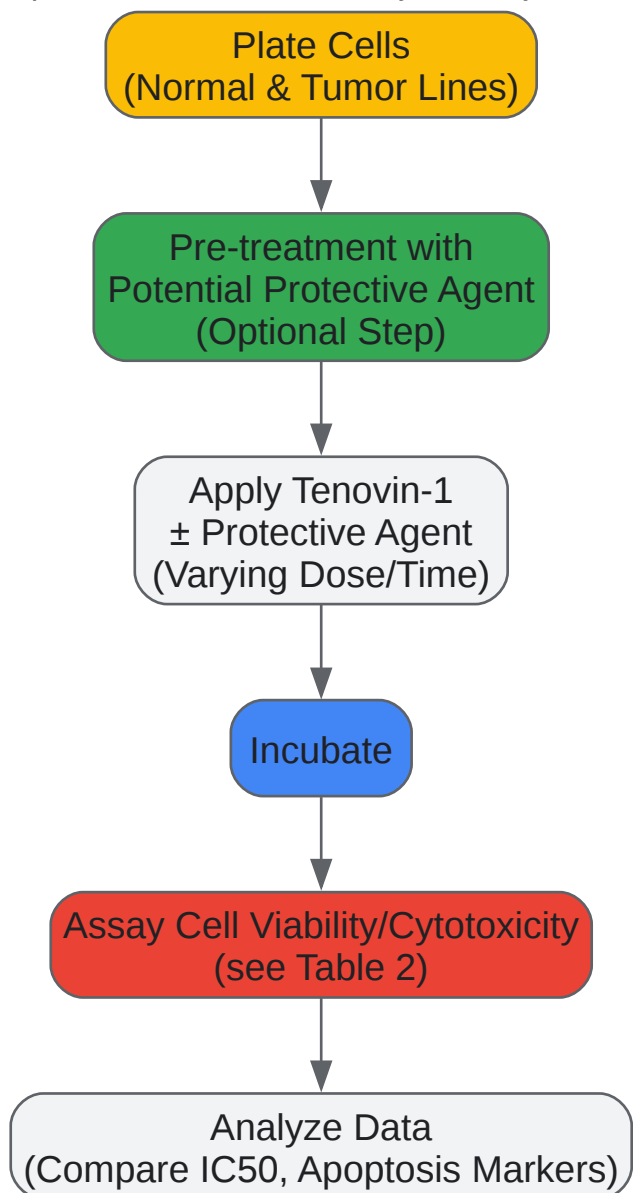 Plate Cells
(Normal & Tumor Lines)
Pre-treatment with
Potential Protective Agent
(Optional Step)
Apply Tenovin-1
± Protective Agent
(Varying Dose/Time)
Incubate
Assay Cell Viability/Cytotoxicity
(see Table 2)
Analyze Data
(Compare IC50, Apoptosis Markers)